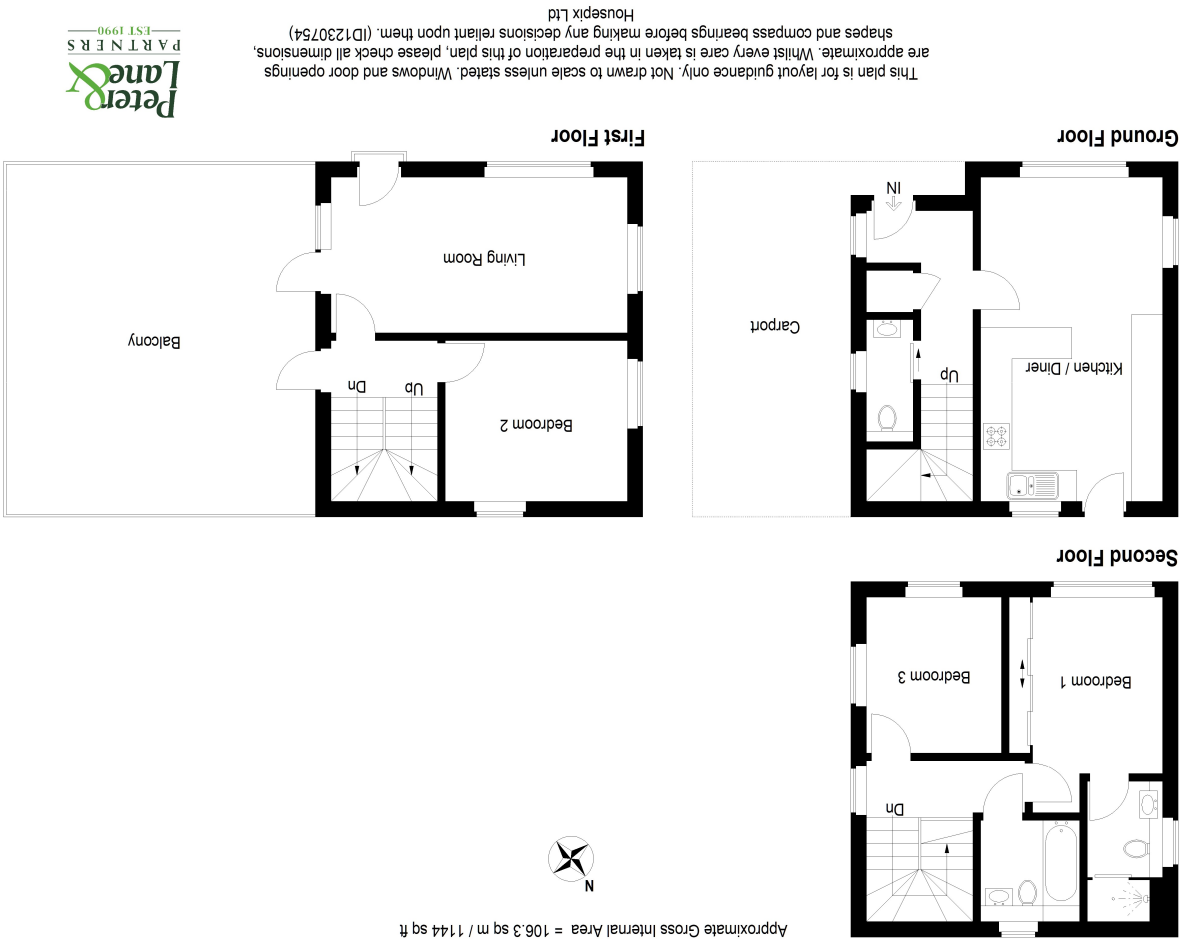 Approximate Gross Internal Area = 106.3 sq m / 1144 sq ft
N
Dn
Bedroom 1
Bedroom 3
Second Floor
Up
Kitchen / Diner
Carport
IN
Ground Floor
Bedroom 2
Up
Dn
Balcony
Living Room
First Floor
This plan is for layout guidance only. Not drawn to scale unless stated. Windows and door openings
are approximate. Whilst every care is taken in the preparation of this plan, please check all dimensions,
shapes and compass bearings before making any decisions reliant upon them. (ID1230754)
Housepix Ltd
Peter &
Lane
PARTNERS
EST 1990